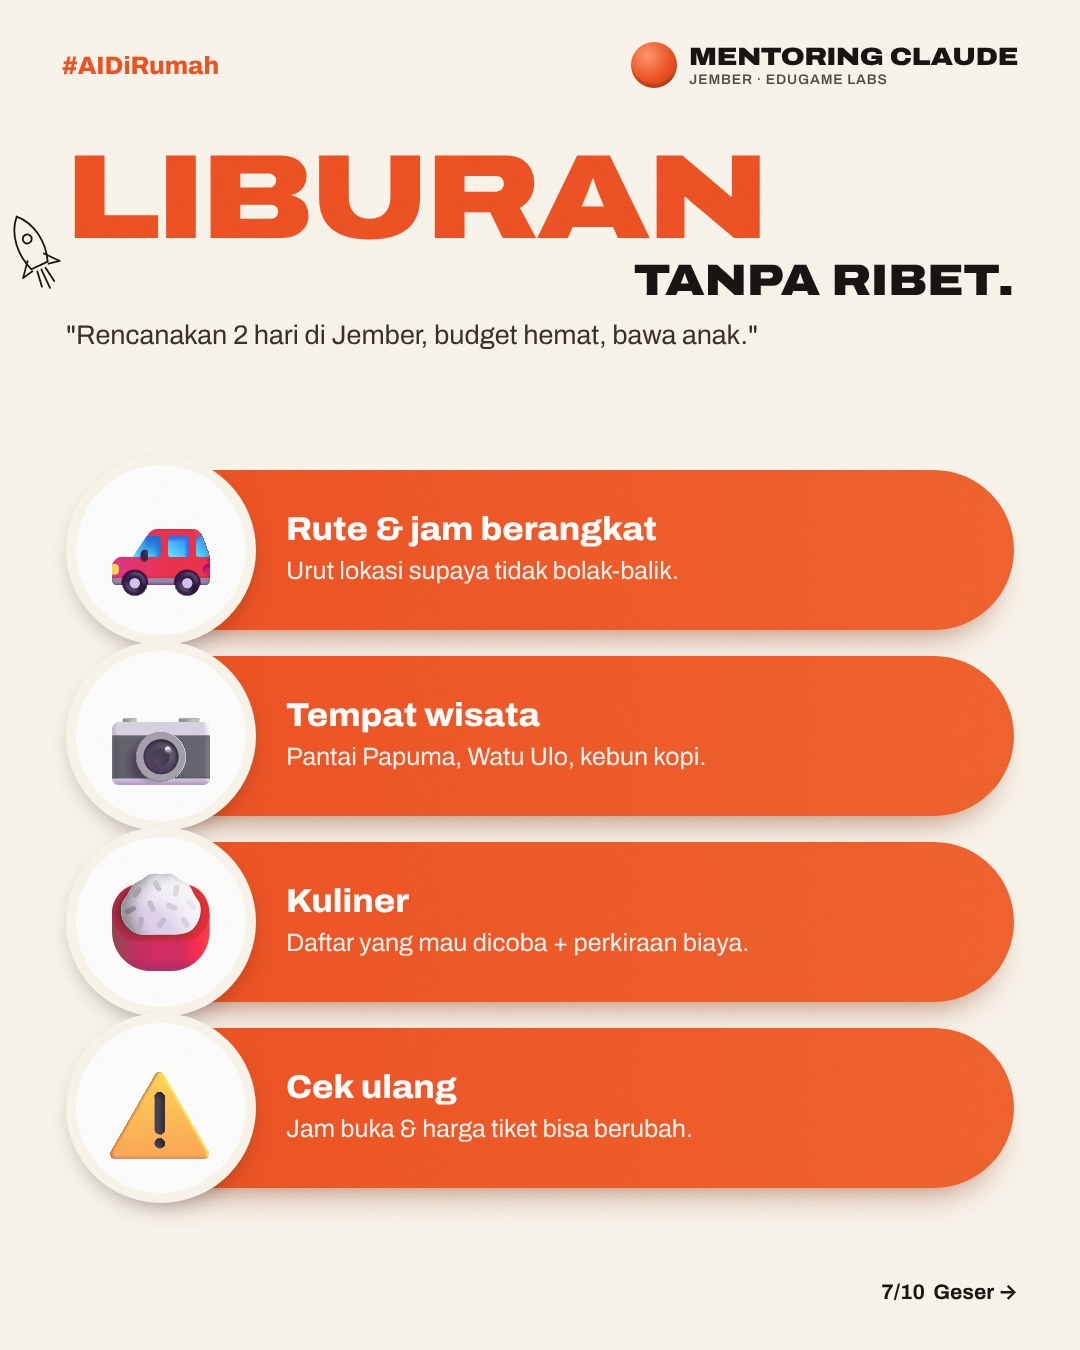 #AIDiRumah
MENTORING CLAUDE
JEMBER · EDUGAME LABS
LIBURAN
TANPA RIBET.
"Rencanakan 2 hari di Jember, budget hemat, bawa anak."
Rute & jam berangkat
Urut lokasi supaya tidak bolak-balik.
Tempat wisata
Pantai Papuma, Watu Ulo, kebun kopi.
Kuliner
Daftar yang mau dicoba + perkiraan biaya.
Cek ulang
Jam buka & harga tiket bisa berubah.
7/10 Geser →